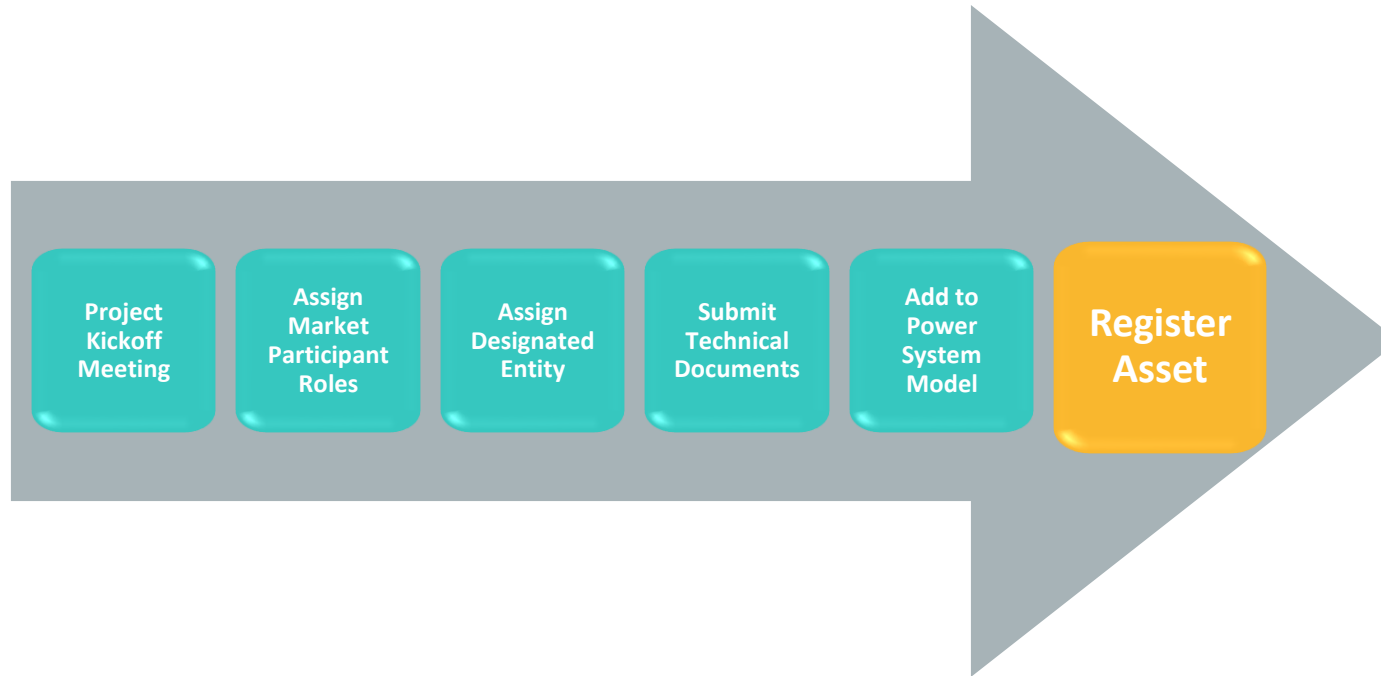 Project
Kickoff
Meeting
Assign
Market
Participant
Roles
Assign
Designated
Entity
Submit
Technical
Documents
Add to
Power
System
Model
Register
Asset